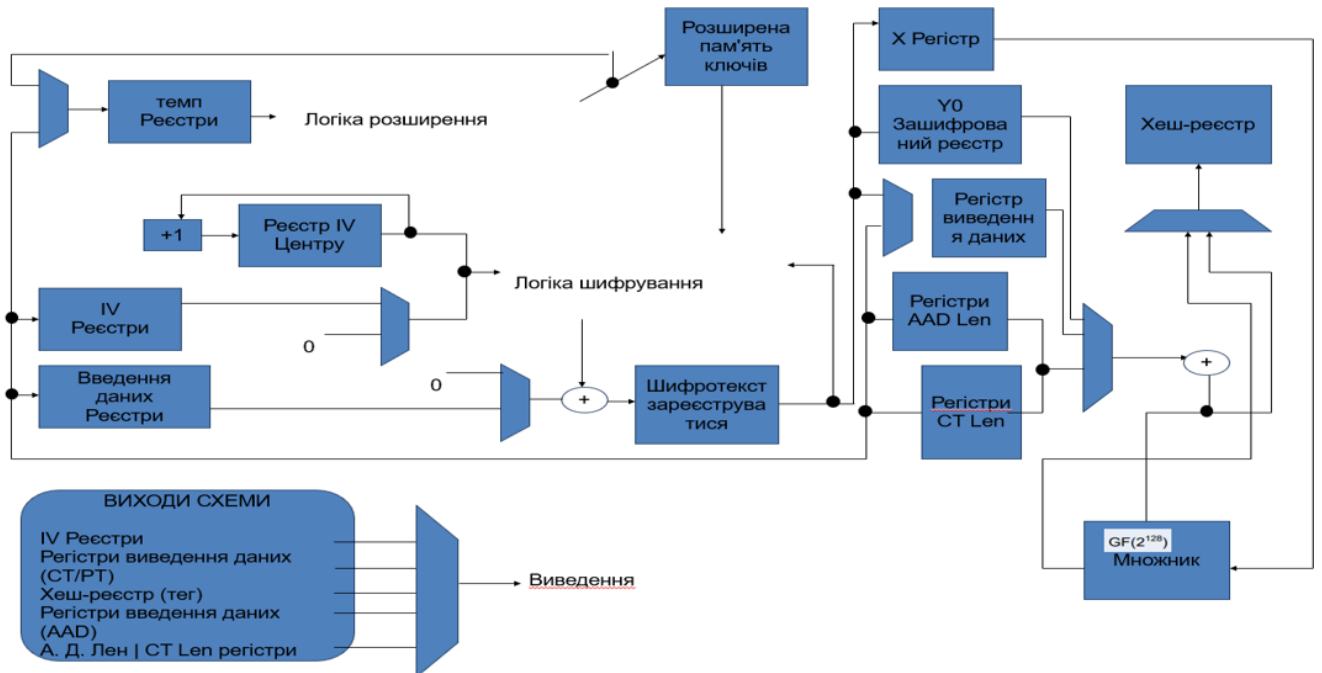 Розширена
пам'ять
ключів
Х Регістр
темп
Реєстри
Логіка розширення
Y0
Зашифров
аний реєстр
Хеш-реєстр
+1
Реєстр IV
Центру
Регістр
виведенн
я даних
Логіка шифрування
IV
Реєстри
0
Регістри
AAD Len
Введення
даних
Реєстри
0
+
Шифротекст
зареєструва
тися
Регістри
CT Len
+
GF(2¹²⁸)
Множник
ВИХОДИ СХЕМИ
IV Реєстри
Регістри виведення даних
(CT/PT)
Хеш-реєстр (тег)
Регістри введення даних
(AAD)
А. Д. Лен | CT Len регістри
Виведення